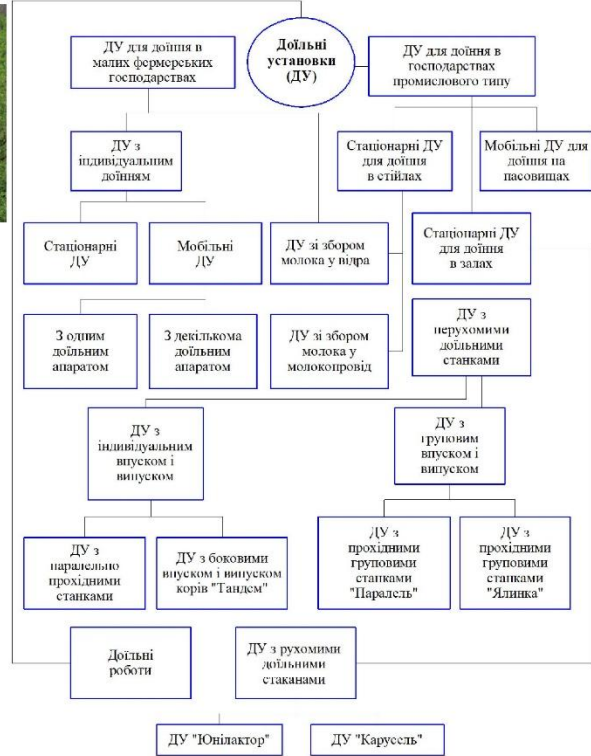 ДУ для доїння в
малих фермерських
господарствах
Доїльні
установки
(ДУ)
ДУ для доїння в
господарствах
промислового типу
ДУ з
індивідуальним
доїнням
Стаціонарні ДУ
для доїння
в стійлах
Мобільні ДУ для
доїння на
пасовищах
Стаціонарні
ДУ
Мобільні
ДУ
ДУ зі збором
молока у відра
Стаціонарні ДУ
для доїння
в залах
З одним
доїльним
апаратом
З декількома
доїльним
апаратом
ДУ зі збором
молока у
молокопровід
ДУ з
нерухомими
доїльними
станками
ДУ з
індивідуальним
впуском і
випуском
ДУ з
груповим
впуском і
випуском
ДУ з
паралельно
прохідними
станками
ДУ з боковими
впуском і випуском
корів "Тандем"
ДУ з
прохідними
груповими
станками
"Паралель"
ДУ з
прохідними
груповими
станками
"Ялинка"
Доїльні
роботи
ДУ з рухомими
доїльними
стаканами
ДУ "Юнілактор"
ДУ "Карусель"